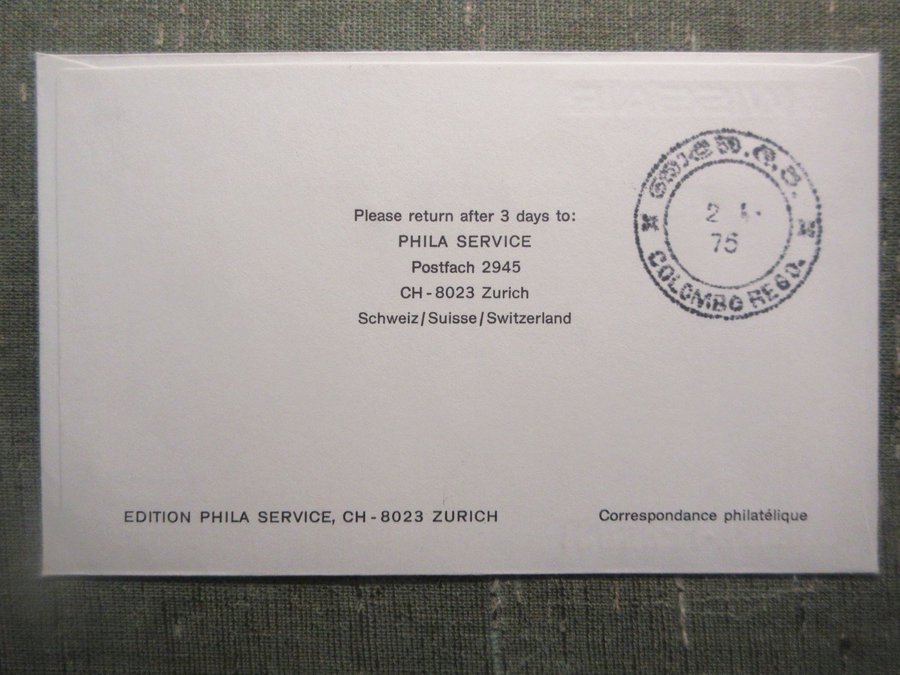 Please return after 3 days to:
PHILA SERVICE
Postfach 2945
CH-8023 Zurich
Schweiz/Suisse/Switzerland
COLOMBO REGD.
EDITION PHILA SERVICE, CH-8023 ZURICH
Correspondance philatélique